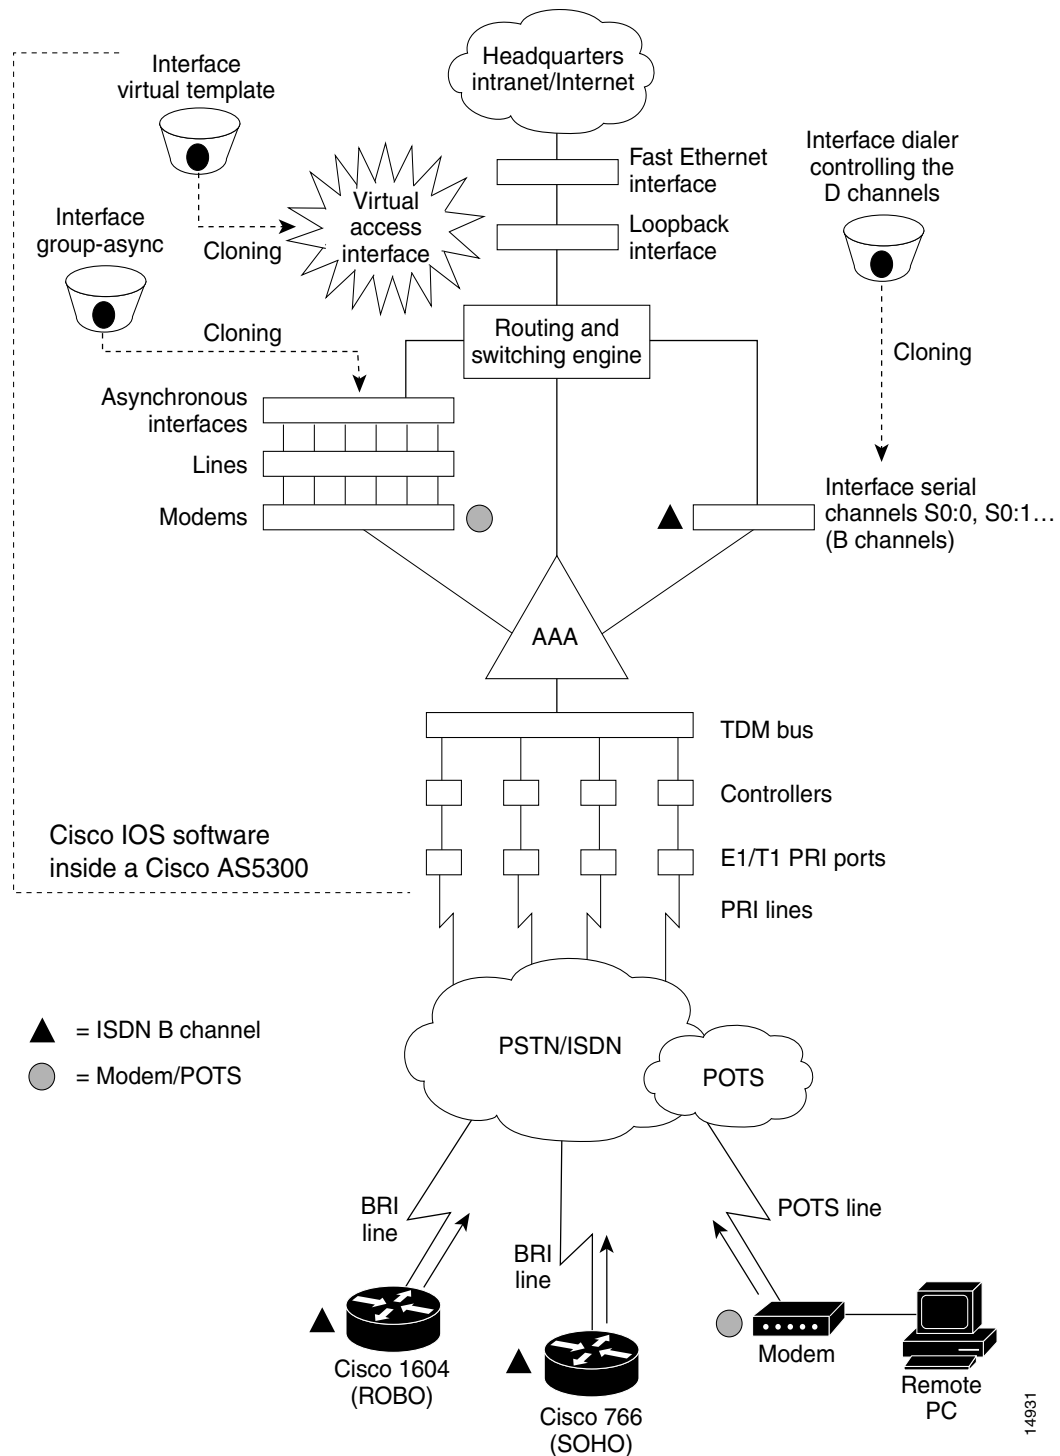 Headquarters
intranet/Internet
Interface
virtual template
Fast Ethernet
interface
Interface dialer
controlling the
D channels
Virtual
access
interface
Interface
group-async
Cloning
Loopback
interface
Cloning
Routing and
switching engine
Cloning
Asynchronous
interfaces
Lines
Modems
Interface serial
channels S0:0, S0:1…
(B channels)
AAA
TDM bus
Controllers
Cisco IOS software
inside a Cisco AS5300
E1/T1 PRI ports
PRI lines
= ISDN B channel
= Modem/POTS
PSTN/ISDN
POTS
BRI
line
BRI
line
POTS line
Cisco 1604
(ROBO)
Cisco 766
(SOHO)
Modem
Remote
PC
14931